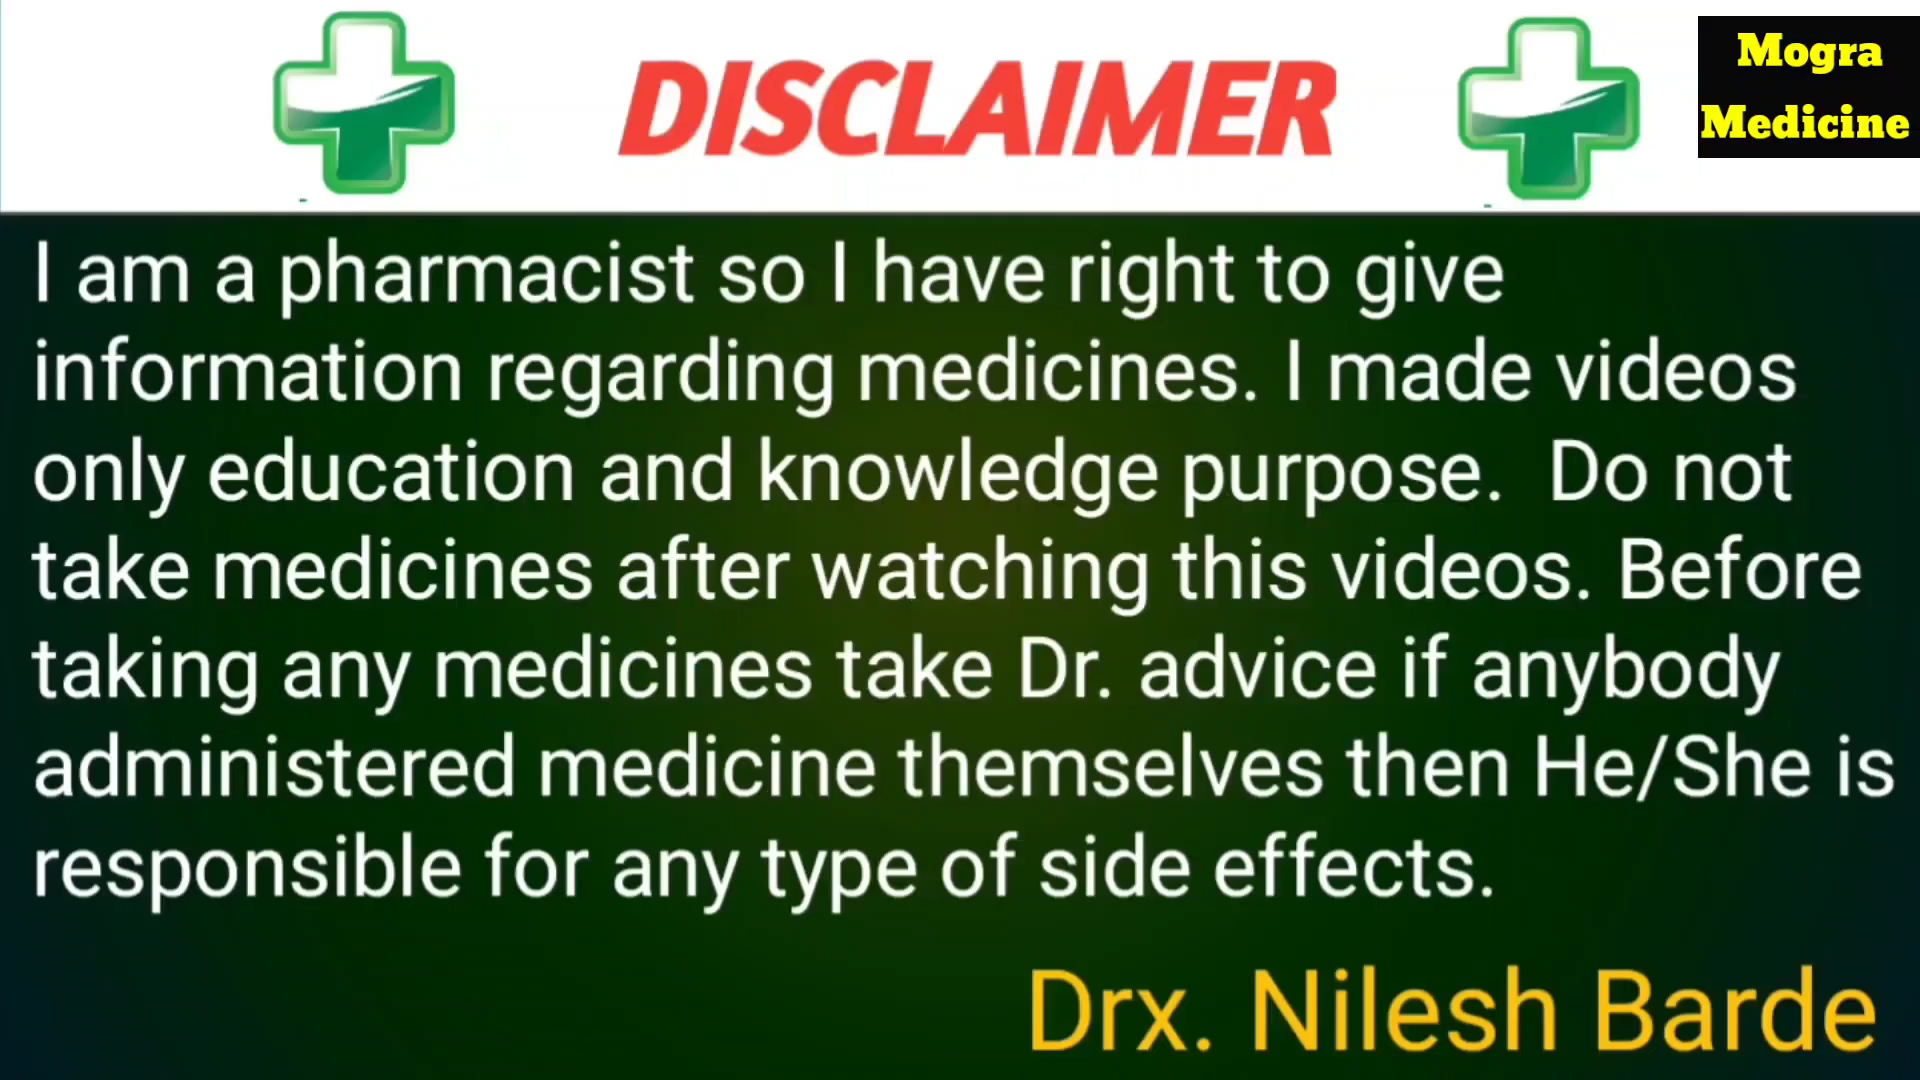 DISCLAIMER
Mogra
Medicine
I am a pharmacist so I have right to give
information regarding medicines. I made videos
only education and knowledge purpose.  Do not
take medicines after watching this videos. Before
taking any medicines take Dr. advice if anybody
administered medicine themselves then He/She is
responsible for any type of side effects.
Drx. Nilesh Barde